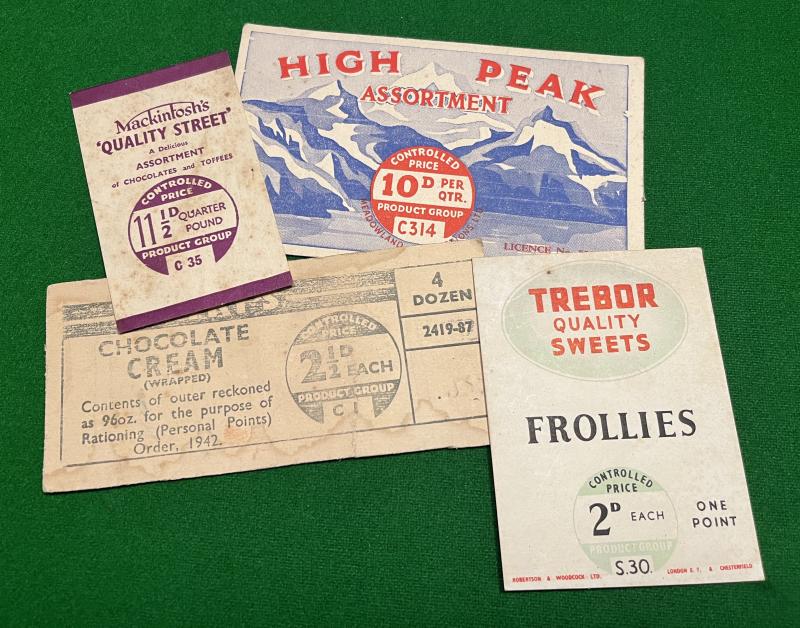 Mackintosh's
'QUALITY STREET'
A Delicious
ASSORTMENT
of CHOCOLATES and TOFFEES
CONTROLLED
PRICE
11½D QUARTER
POUND
PRODUCT GROUP
C 35
HIGH PEAK
ASSORTMENT
CONTROLLED
PRICE
10D PER
QTR.
PRODUCT GROUP
C314
MEADOWLAND
LICENCE No.
CHOCOLATE
CREAM
(WRAPPED)
Contents of outer reckoned
as 96oz. for the purpose of
Rationing (Personal Points)
Order, 1942.
CONTROLLED
PRICE
2½D EACH
PRODUCT GROUP
C 1
4
DOZEN
2419-87
TREBOR
QUALITY
SWEETS
FROLLIES
CONTROLLED
PRICE
2D EACH
ONE
POINT
PRODUCT GROUP
S.30.
ROBERTSON & WOODCOCK LTD. LONDON E.7, & CHESTERFIELD